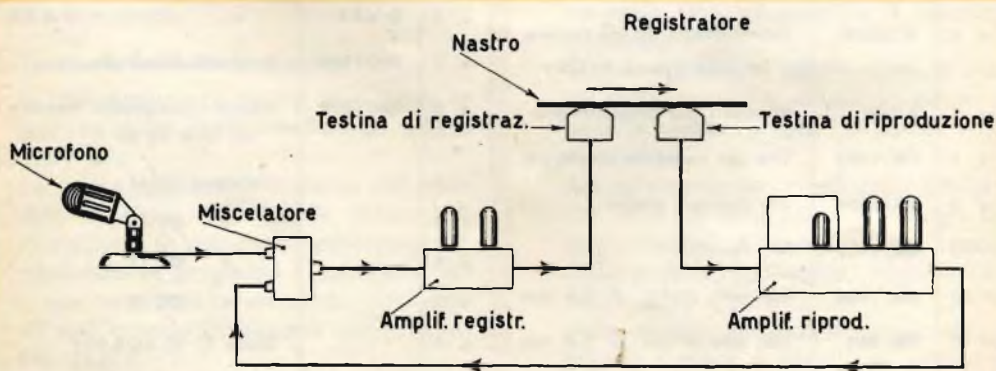 Registratore
Nastro
Testina di registraz.
Testina di riproduzione
Microfono
Miscelatore
Amplif. registr.
Amplif. riprod.